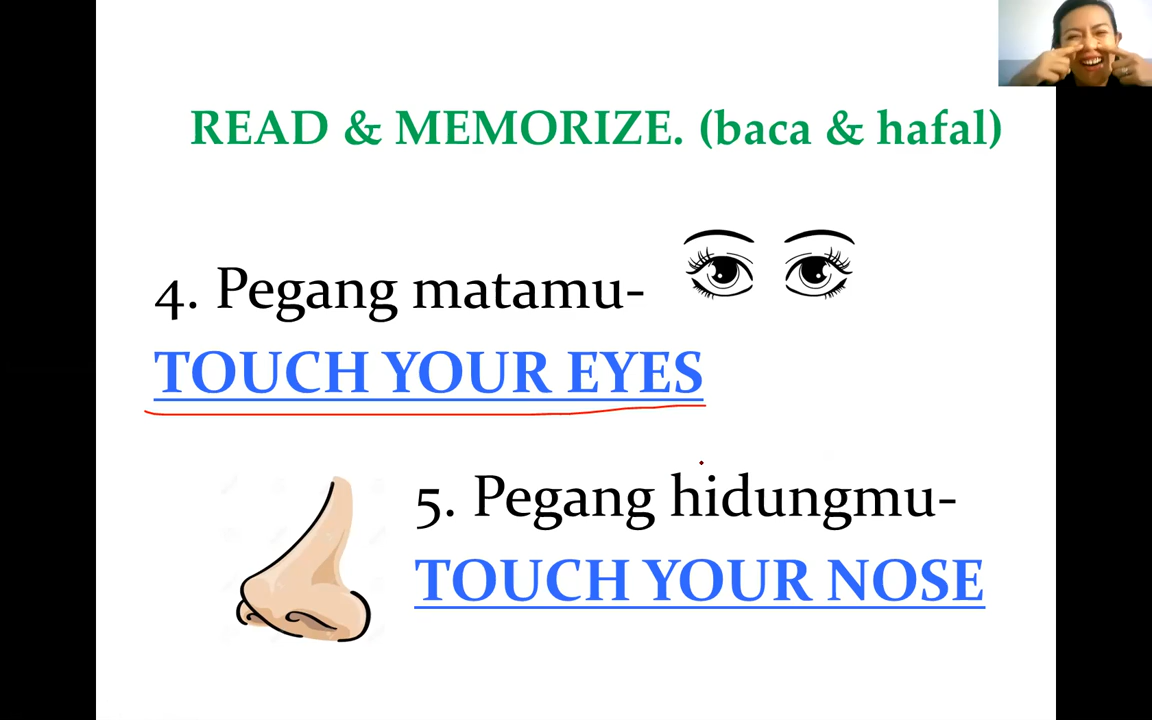 READ & MEMORIZE. (baca & hafal)
4. Pegang matamu-
TOUCH YOUR EYES
5. Pegang hidungmu-
TOUCH YOUR NOSE